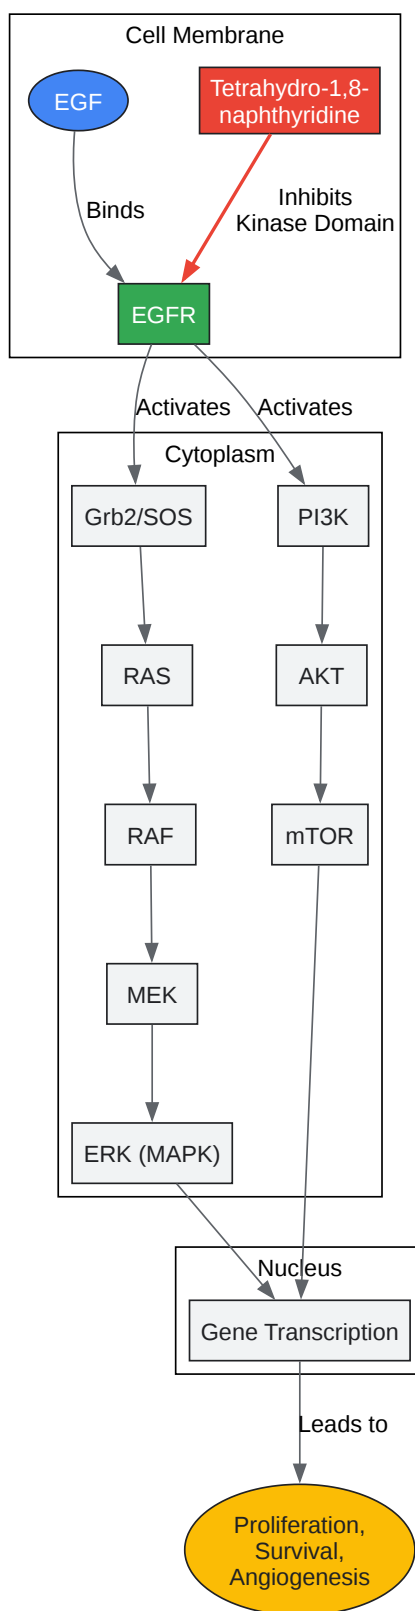 Cell Membrane
EGF
Tetrahydro-1,8-
naphthyridine
Binds
Inhibits
Kinase Domain
EGFR
Activates
Activates
Cytoplasm
Grb2/SOS
PI3K
RAS
AKT
RAF
mTOR
MEK
ERK (MAPK)
Nucleus
Gene Transcription
Leads to
Proliferation,
Survival,
Angiogenesis